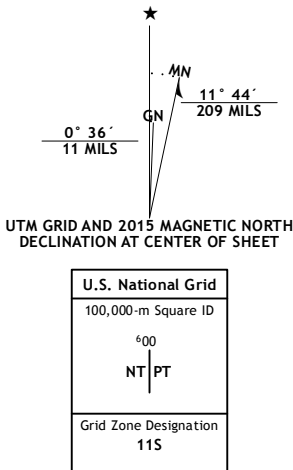 ★
MN
11° 44´
209 MILS
GN
0° 36´
11 MILS
UTM GRID AND 2015 MAGNETIC NORTH
DECLINATION AT CENTER OF SHEET
U.S. National Grid
100,000-m Square ID
⁶00
NT PT
Grid Zone Designation
11S